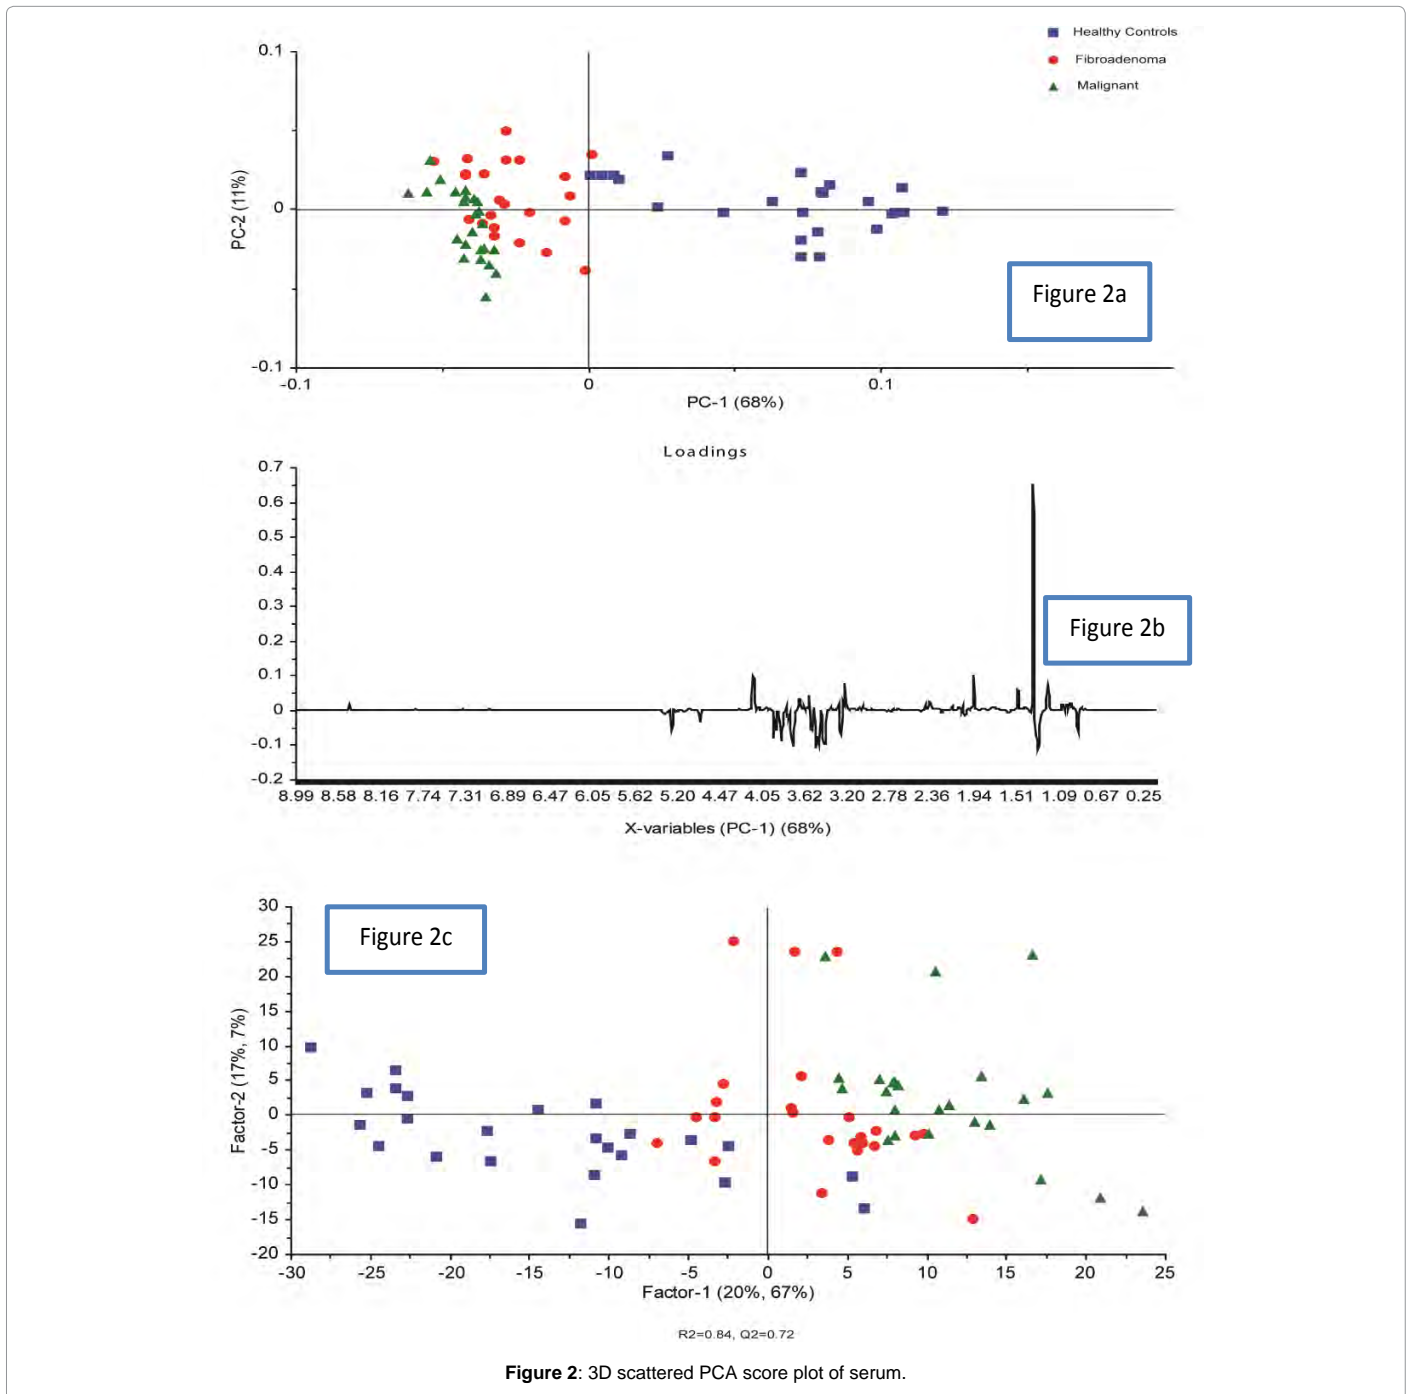 Healthy Controls
Fibroadenoma
Malignant
0.1
0
-0.1
PC-2 (11%)
-0.1 0 0.1
PC-1 (68%)
Figure 2a
Loadings
0.7
0.6
0.5
0.4
0.3
0.2
0.1
0
-0.1
-0.2
Figure 2b
8.99 8.58 8.16 7.74 7.31 6.89 6.47 6.05 5.62 5.20 4.47 4.05 3.62 3.20 2.78 2.36 1.94 1.51 1.09 0.67 0.25
X-variables (PC-1) (68%)
Figure 2c
30
25
20
15
10
5
0
-5
-10
-15
-20
Factor-2 (17%, 7%)
-30 -25 -20 -15 -10 -5 0 5 10 15 20 25
Factor-1 (20%, 67%)
R2=0.84, Q2=0.72
Figure 2: 3D scattered PCA score plot of serum.